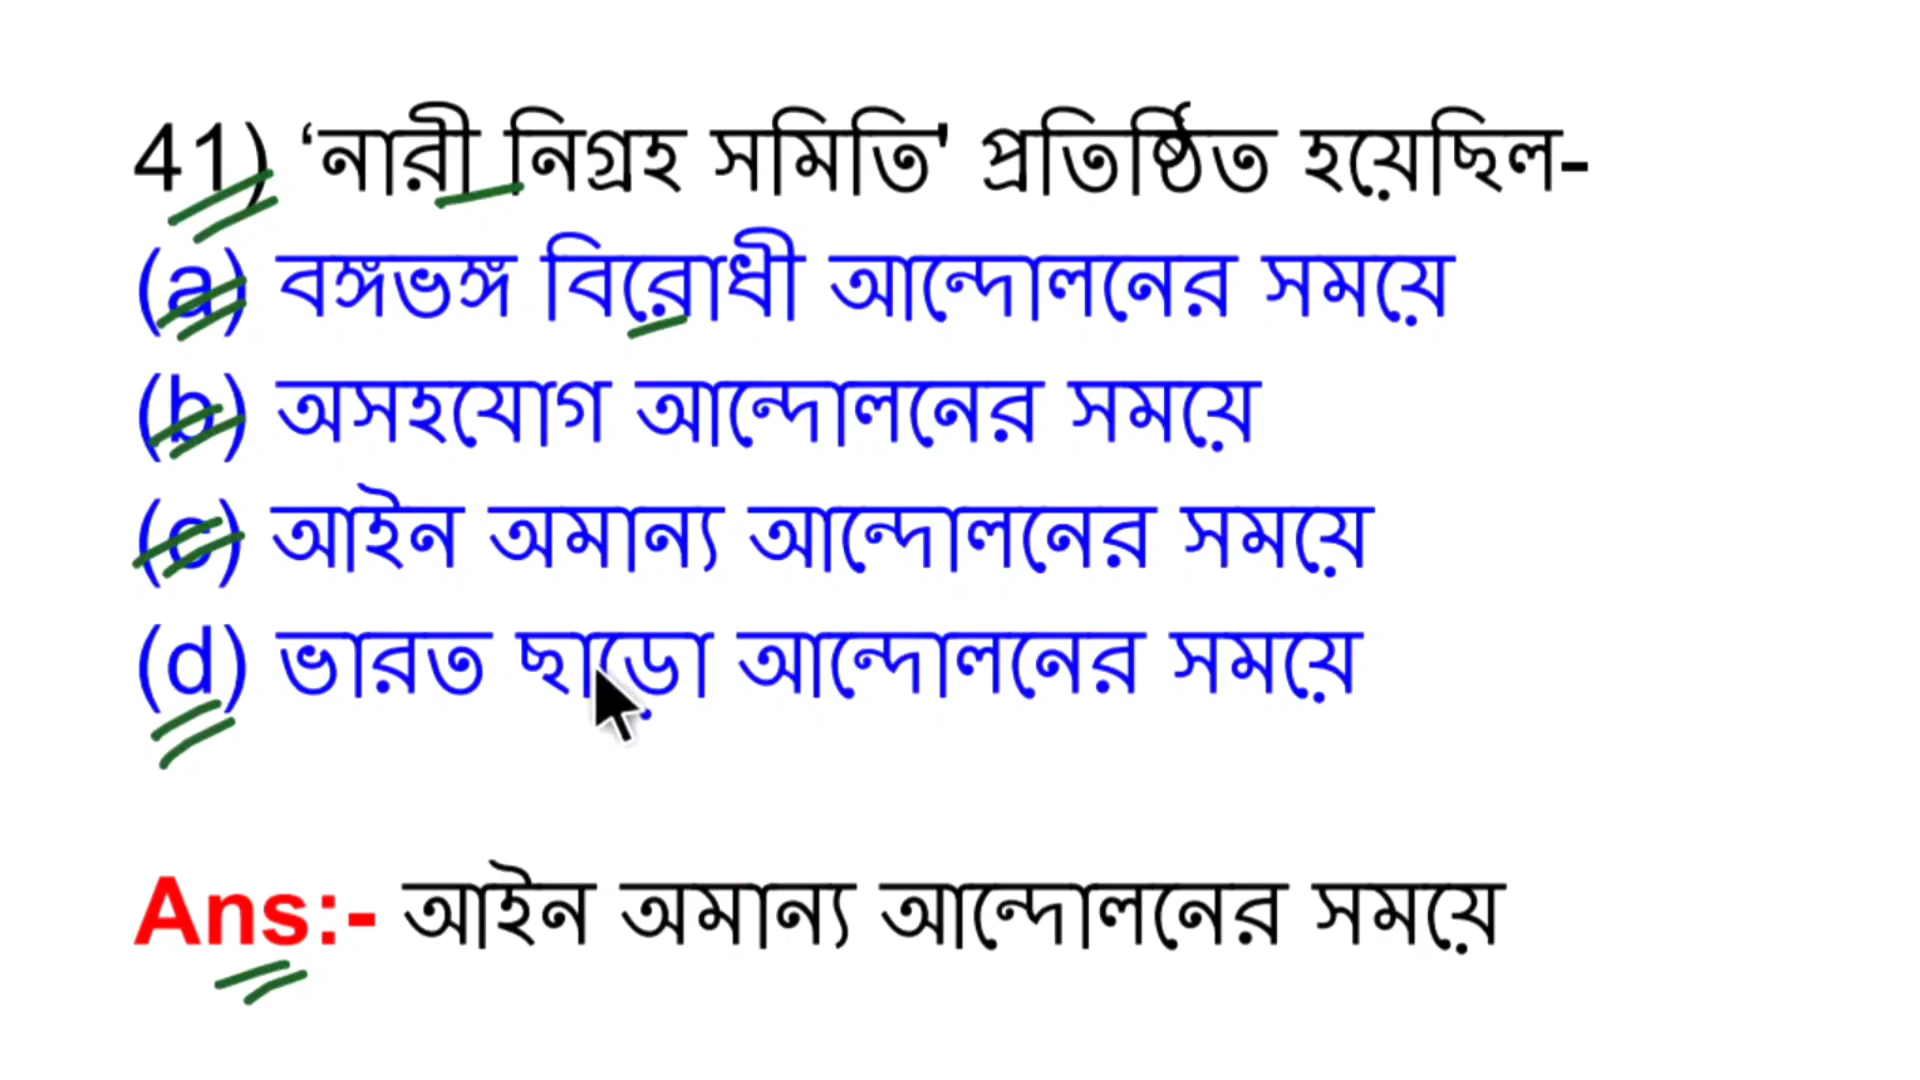 41) ‘নারী নিগ্রহ সমিতি' প্রতিষ্ঠিত হয়েছিল-
(a) বঙ্গভঙ্গ বিরোধী আন্দোলনের সময়ে
(b) অসহযোগ আন্দোলনের সময়ে
(c) আইন অমান্য আন্দোলনের সময়ে
(d) ভারত ছাড়ো আন্দোলনের সময়ে
Ans:- আইন অমান্য আন্দোলনের সময়ে